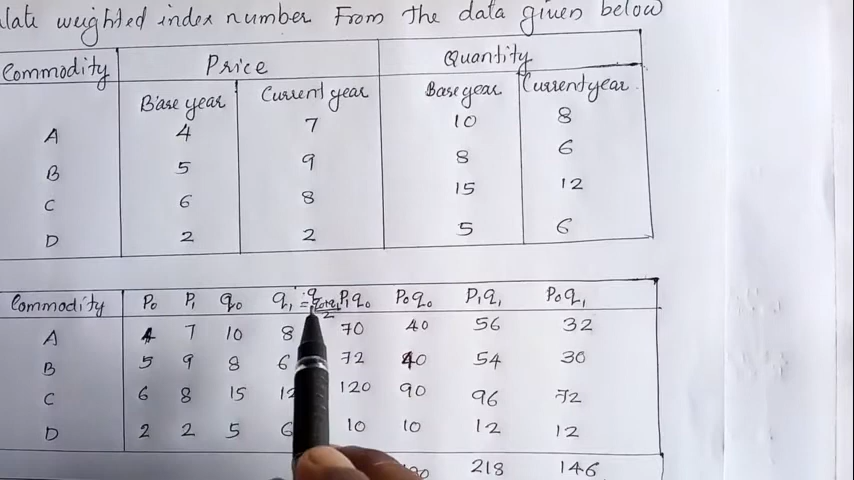 weighted index number From the data given below
Commodity Price Quantity
Base year Current year Base year Current year
A 4 7 10 8
B 5 9 8 6
C 6 8 15 12
D 2 2 5 6
Commodity P₀ P₁ q₀ q₁ P₁q₀ P₀q₀ P₁q₁ P₀q₁
A 4 7 10 8 70 40 56 32
B 5 9 8 6 72 40 54 30
C 6 8 15 12 120 90 96 72
D 2 2 5 6 10 10 12 12
218 146